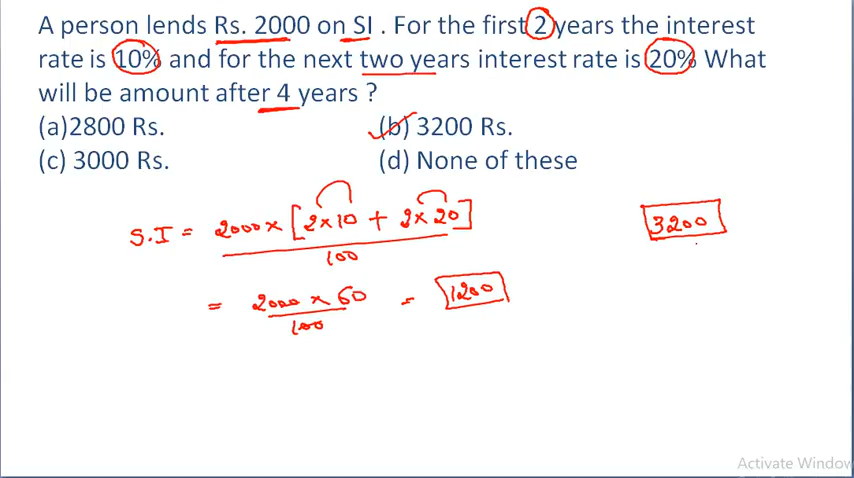 A person lends Rs. 2000 on SI . For the first 2 years the interest
rate is 10% and for the next two years interest rate is 20% What
will be amount after 4 years ?
(a)2800 Rs. (b) 3200 Rs.
(c) 3000 Rs. (d) None of these
S.I = 2000 × [2×10 + 2×20] 3200
100
= 2000 × 60 = 1200
100
Activate Window